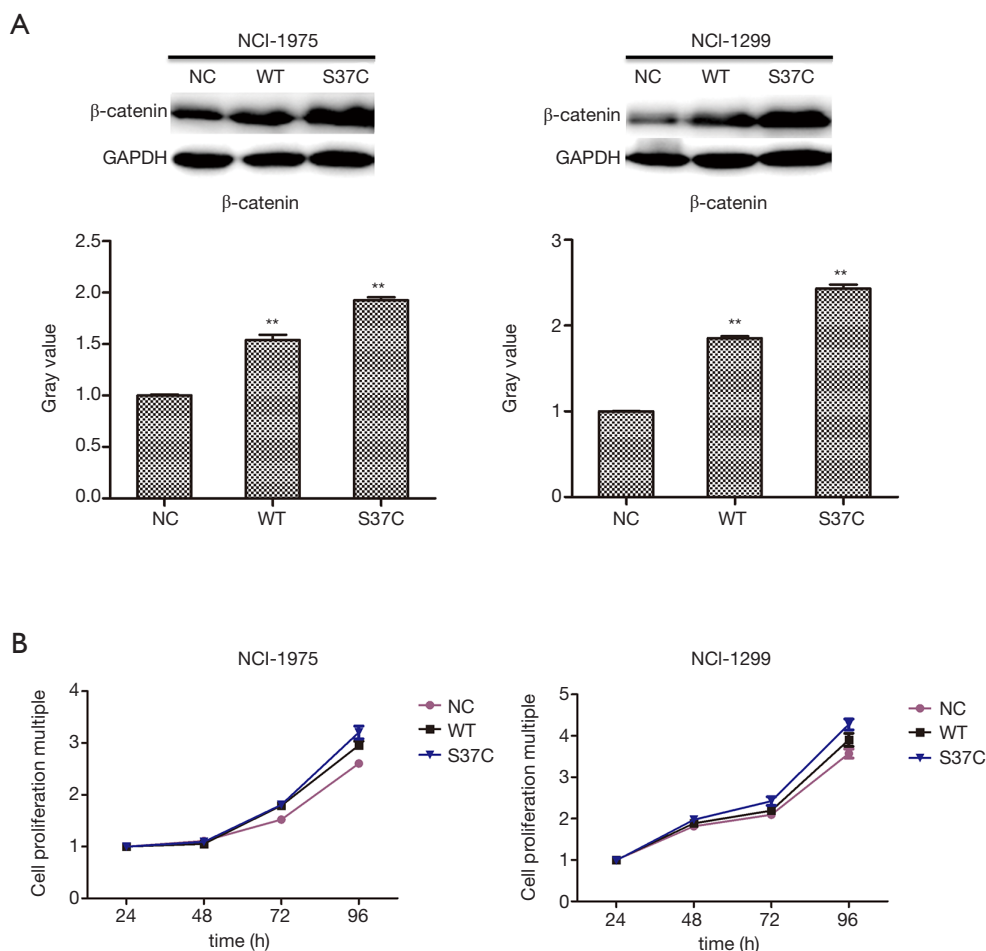 A
NCI-1975
NC WT S37C
β-catenin
GAPDH
β-catenin
Gray value
2.5
2.0
1.5
1.0
0.5
0.0
**
**
NC WT S37C
NCI-1299
NC WT S37C
β-catenin
GAPDH
β-catenin
Gray value
3
2
1
0
**
**
NC WT S37C
B
NCI-1975
Cell proliferation multiple
4
3
2
1
0
24 48 72 96
time (h)
NC
WT
S37C
NCI-1299
Cell proliferation multiple
5
4
3
2
1
0
24 48 72 96
time (h)
NC
WT
S37C